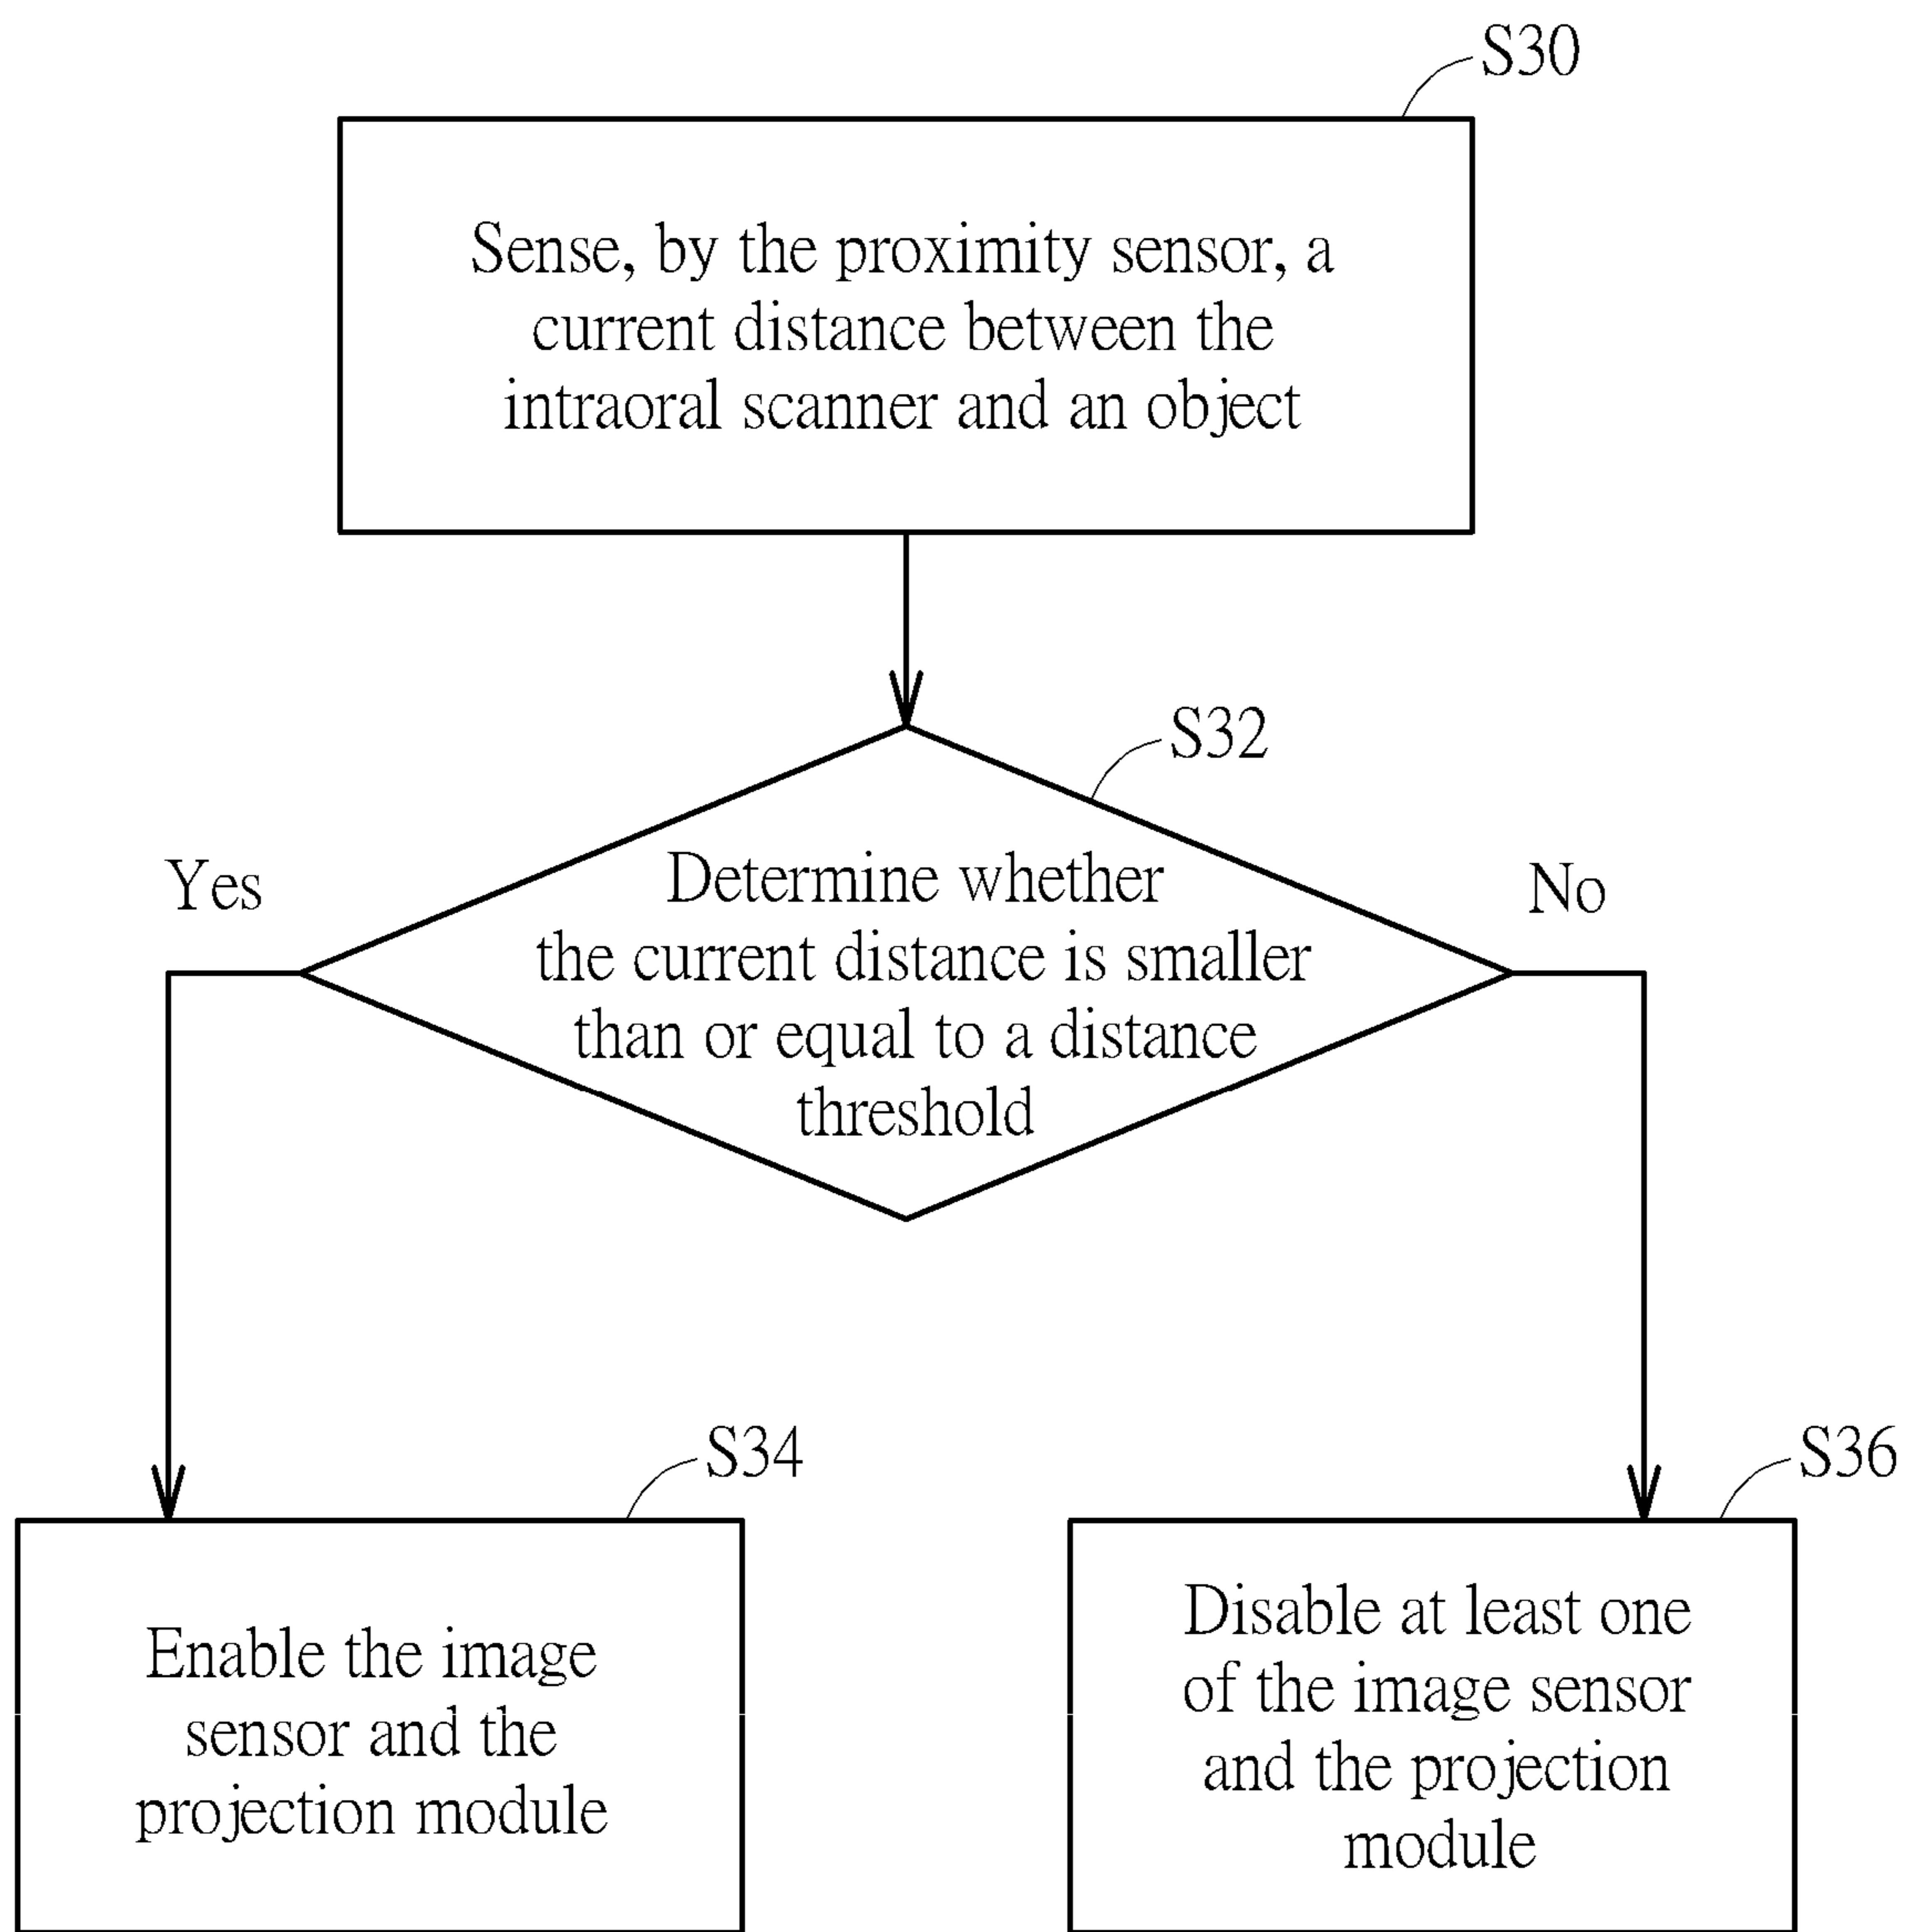 S30
Sense, by the proximity sensor, a
current distance between the
intraoral scanner and an object
S32
Yes
No
Determine whether
the current distance is smaller
than or equal to a distance
threshold
S34
S36
Enable the image
sensor and the
projection module
Disable at least one
of the image sensor
and the projection
module